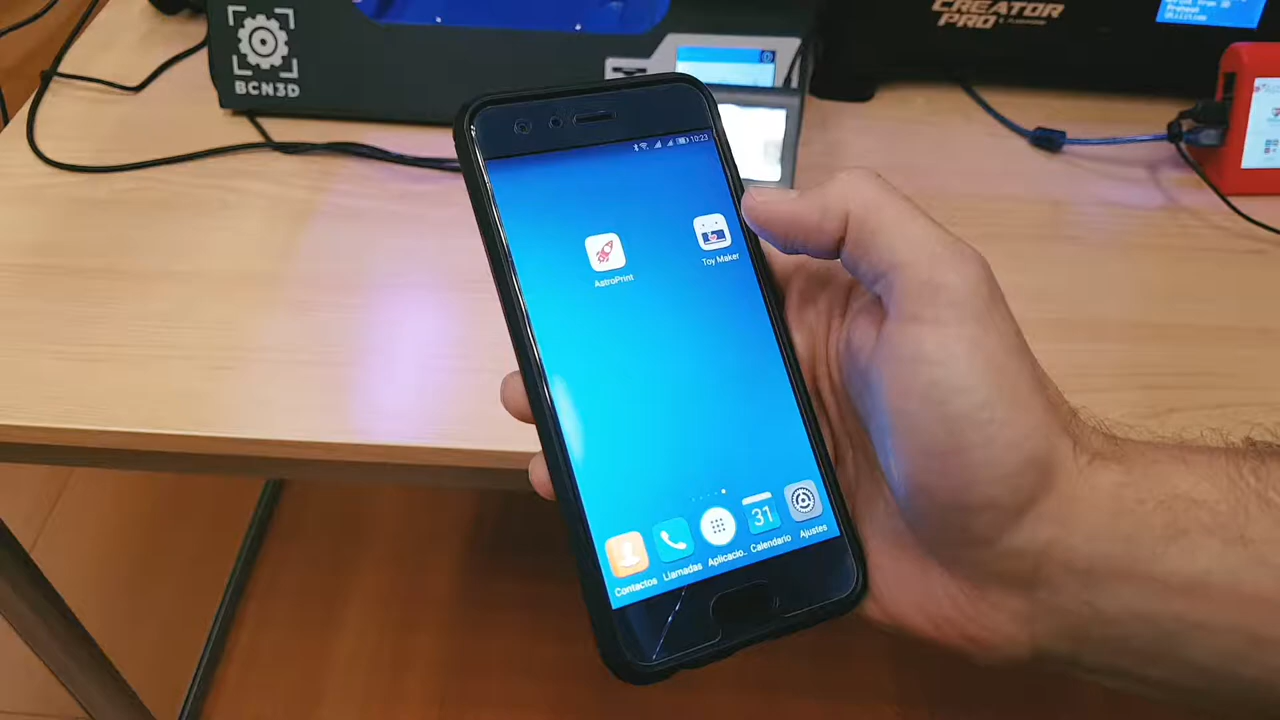 CREATOR
PRO
BCN3D
10:23
AstroPrint
Toy Maker
31
Contactos
Llamadas
Aplicacio..
Calendario
Ajustes